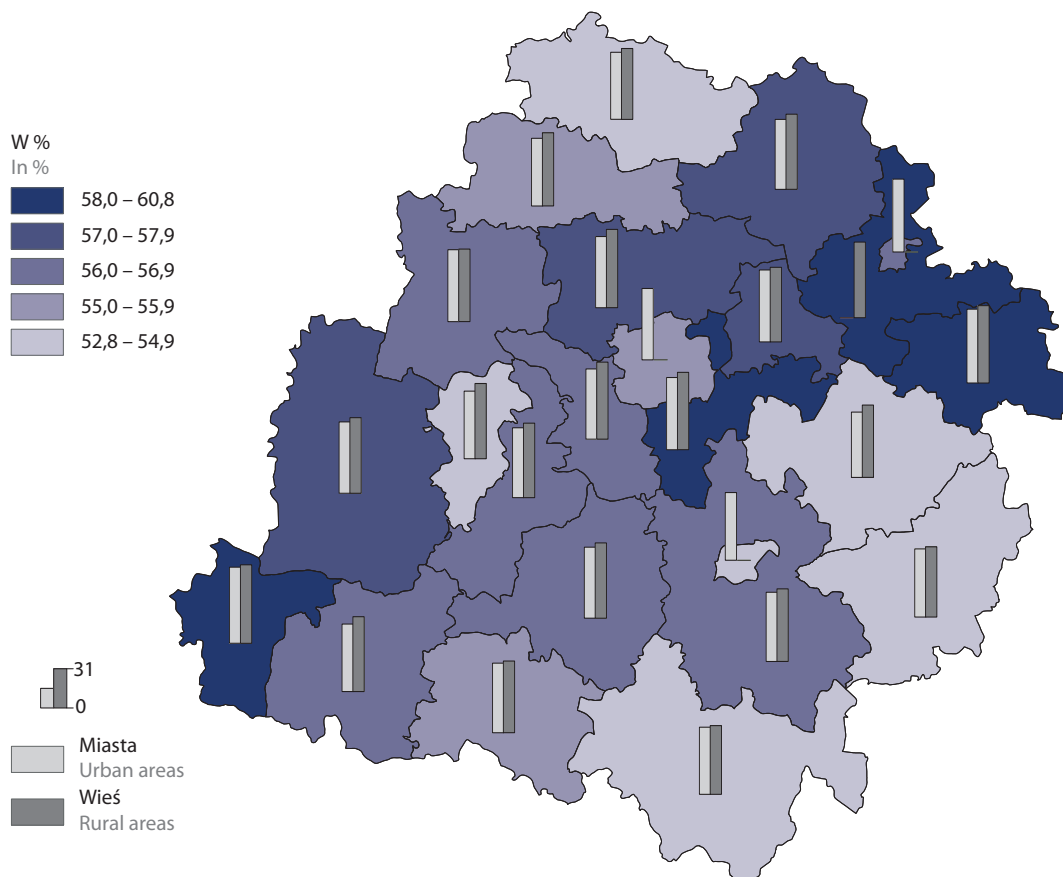 W %
In %
58,0 – 60,8
57,0 – 57,9
56,0 – 56,9
55,0 – 55,9
52,8 – 54,9
31
0
Miasta
Urban areas
Wieś
Rural areas